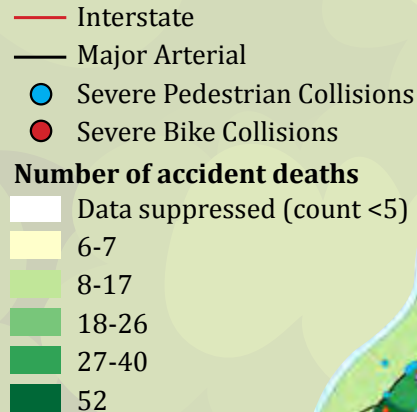 Interstate
Major Arterial
Severe Pedestrian Collisions
Severe Bike Collisions
Number of accident deaths
Data suppressed (count <5)
6-7
8-17
18-26
27-40
52